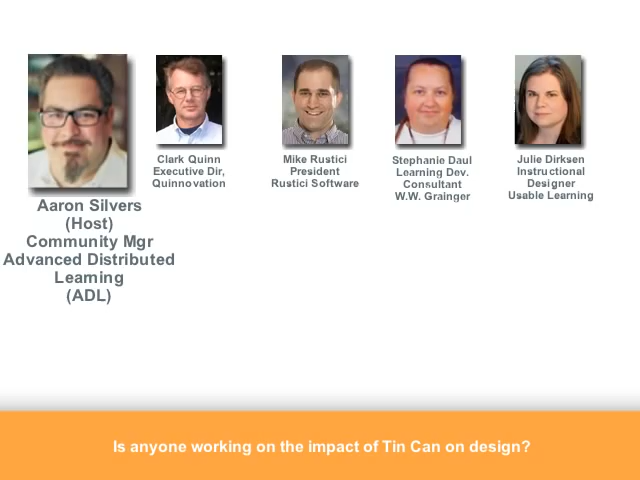 Aaron Silvers
(Host)
Community Mgr
Advanced Distributed
Learning
(ADL)
Clark Quinn
Executive Dir,
Quinnovation
Mike Rustici
President
Rustici Software
Stephanie Daul
Learning Dev.
Consultant
W.W. Grainger
Julie Dirksen
Instructional
Designer
Usable Learning
Is anyone working on the impact of Tin Can on design?